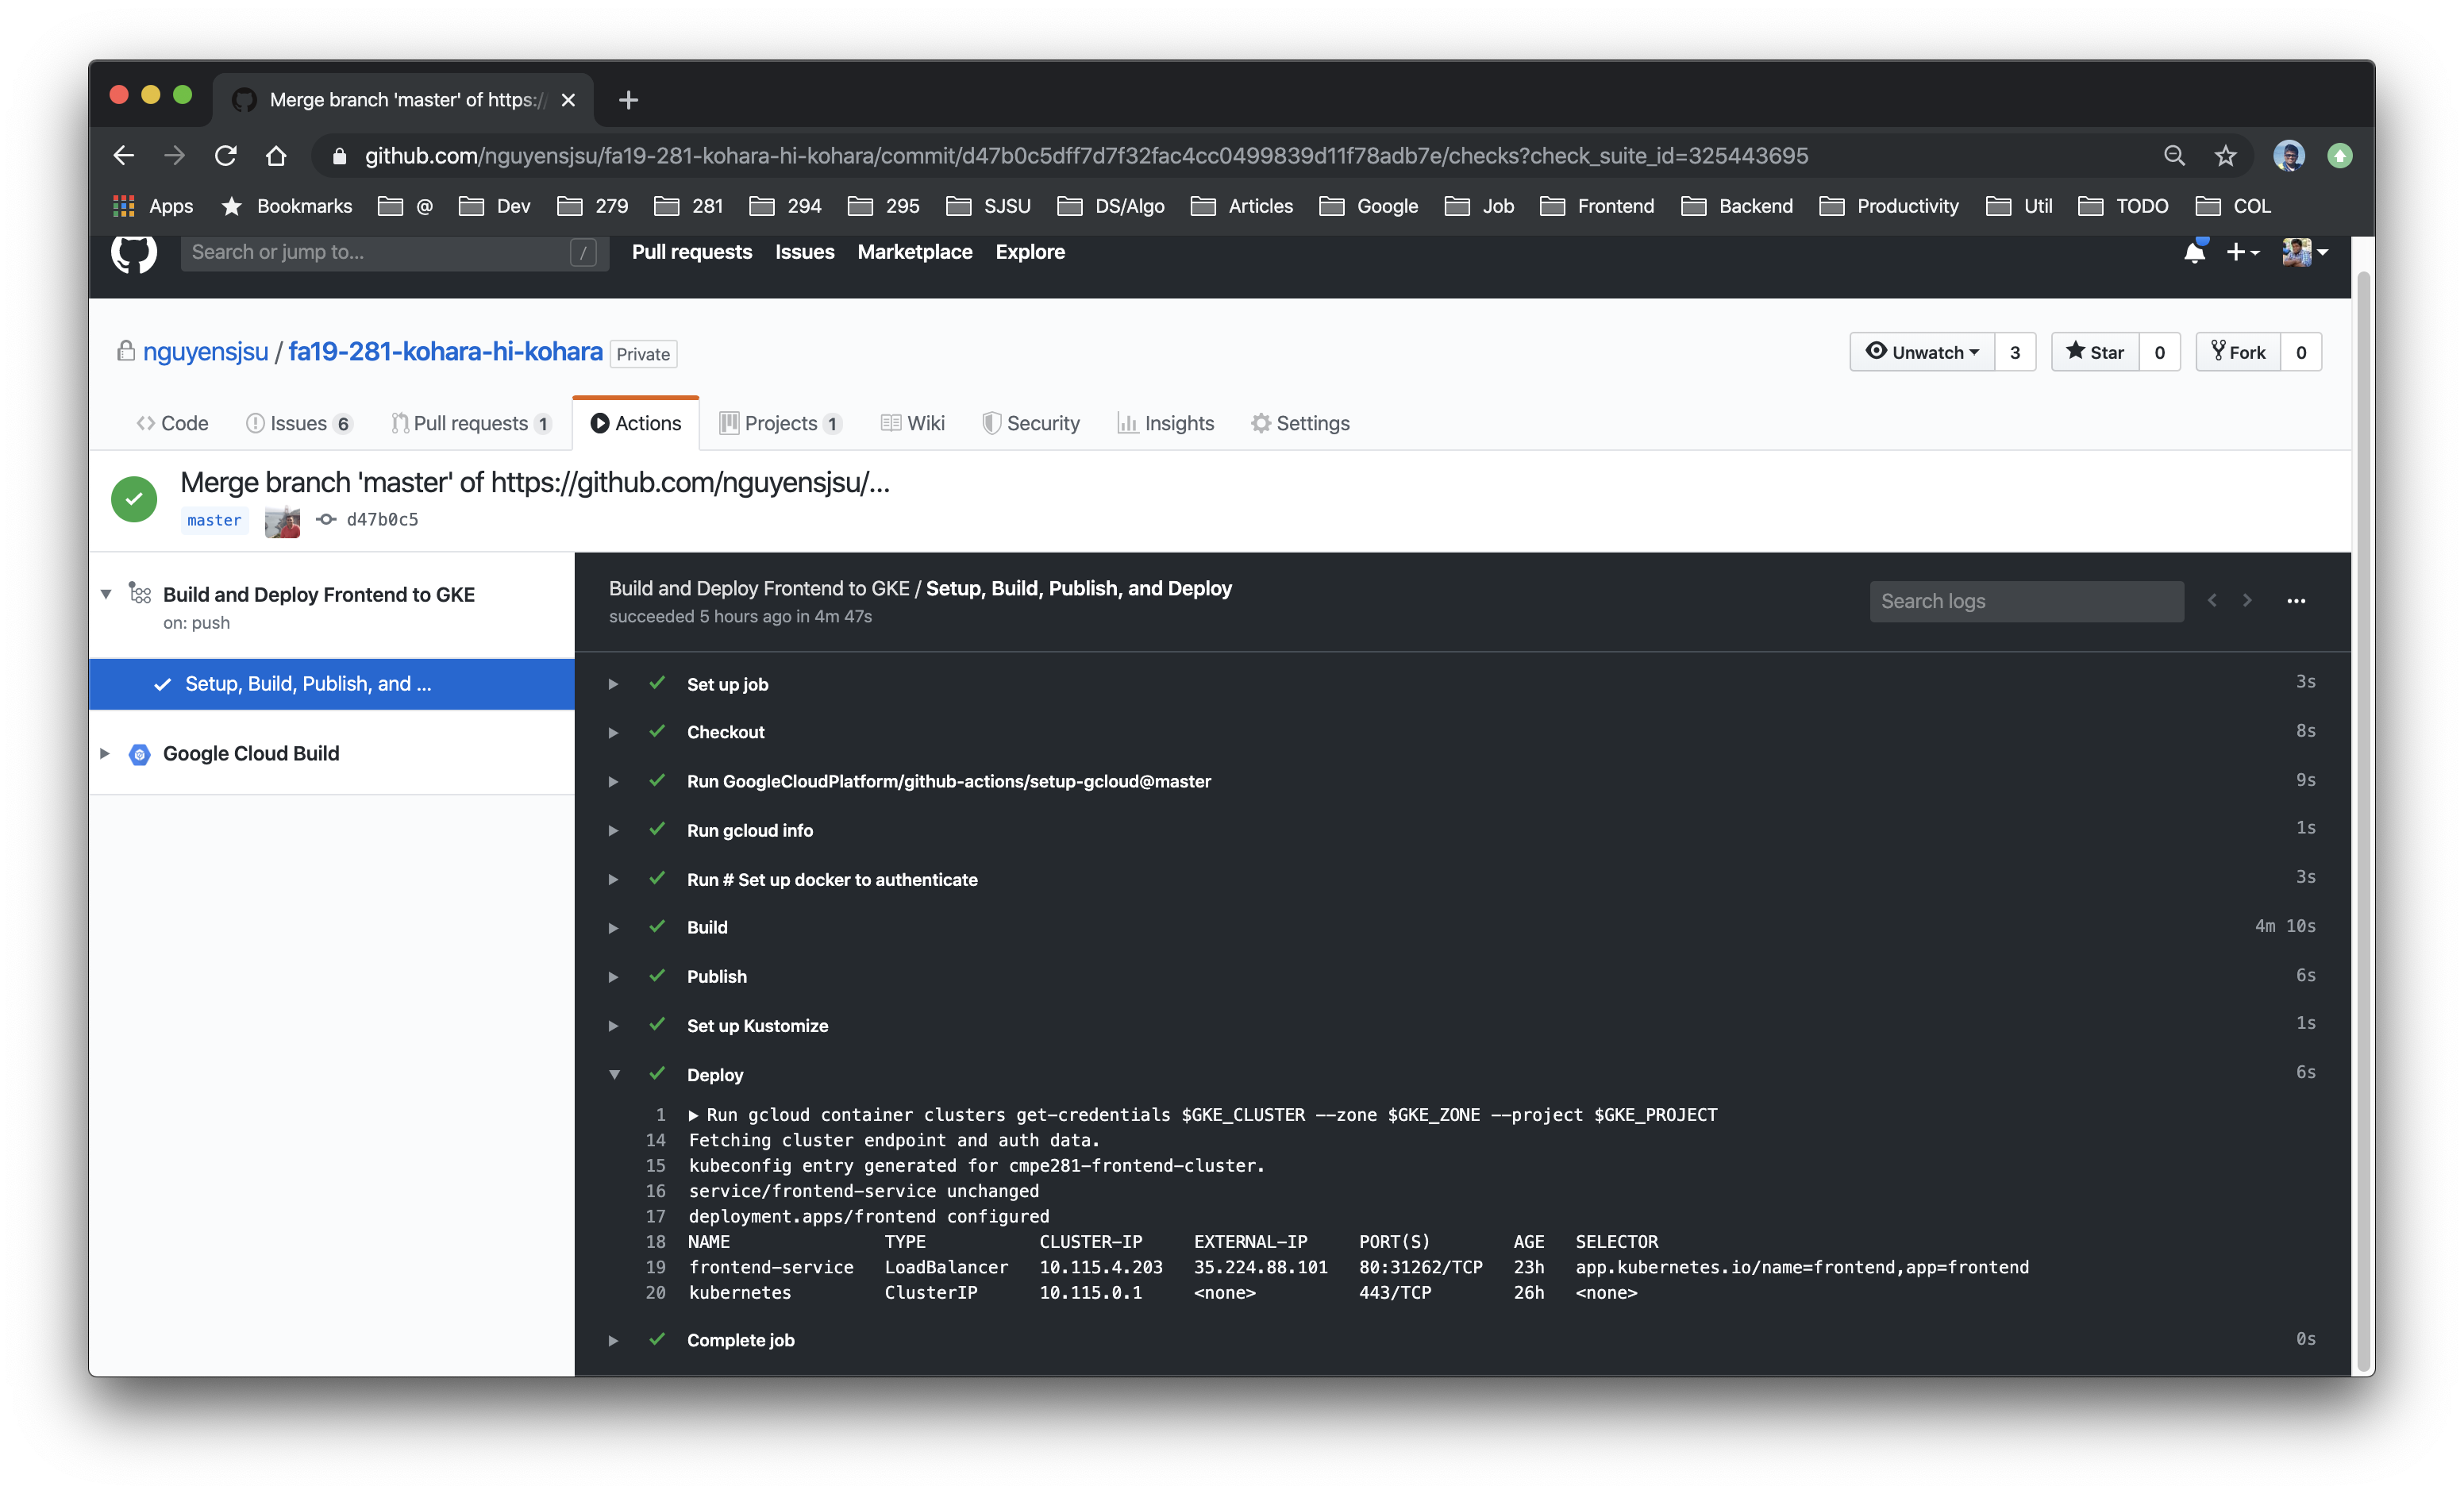 Merge branch 'master' of https://
github.com/nguyensjsu/fa19-281-kohara-hi-kohara/commit/d47b0c5dff7d7f32fac4cc0499839d11f78adb7e/checks?check_suite_id=325443695
Apps Bookmarks @ Dev 279 281 294 295 SJSU DS/Algo Articles Google Job Frontend Backend Productivity Util TODO COL
Search or jump to... / Pull requests Issues Marketplace Explore
nguyensjsu / fa19-281-kohara-hi-kohara Private Unwatch 3 Star 0 Fork 0
Code Issues 6 Pull requests 1 Actions Projects 1 Wiki Security Insights Settings
Merge branch 'master' of https://github.com/nguyensjsu/...
master d47b0c5
Build and Deploy Frontend to GKE
on: push
Setup, Build, Publish, and ...
Google Cloud Build
Build and Deploy Frontend to GKE / Setup, Build, Publish, and Deploy
succeeded 5 hours ago in 4m 47s
Search logs
Set up job 3s
Checkout 8s
Run GoogleCloudPlatform/github-actions/setup-gcloud@master 9s
Run gcloud info 1s
Run # Set up docker to authenticate 3s
Build 4m 10s
Publish 6s
Set up Kustomize 1s
Deploy 6s
1 Run gcloud container clusters get-credentials $GKE_CLUSTER --zone $GKE_ZONE --project $GKE_PROJECT
14 Fetching cluster endpoint and auth data.
15 kubeconfig entry generated for cmpe281-frontend-cluster.
16 service/frontend-service unchanged
17 deployment.apps/frontend configured
18 NAME TYPE CLUSTER-IP EXTERNAL-IP PORT(S) AGE SELECTOR
19 frontend-service LoadBalancer 10.115.4.203 35.224.88.101 80:31262/TCP 23h app.kubernetes.io/name=frontend,app=frontend
20 kubernetes ClusterIP 10.115.0.1 <none> 443/TCP 26h <none>
Complete job 0s